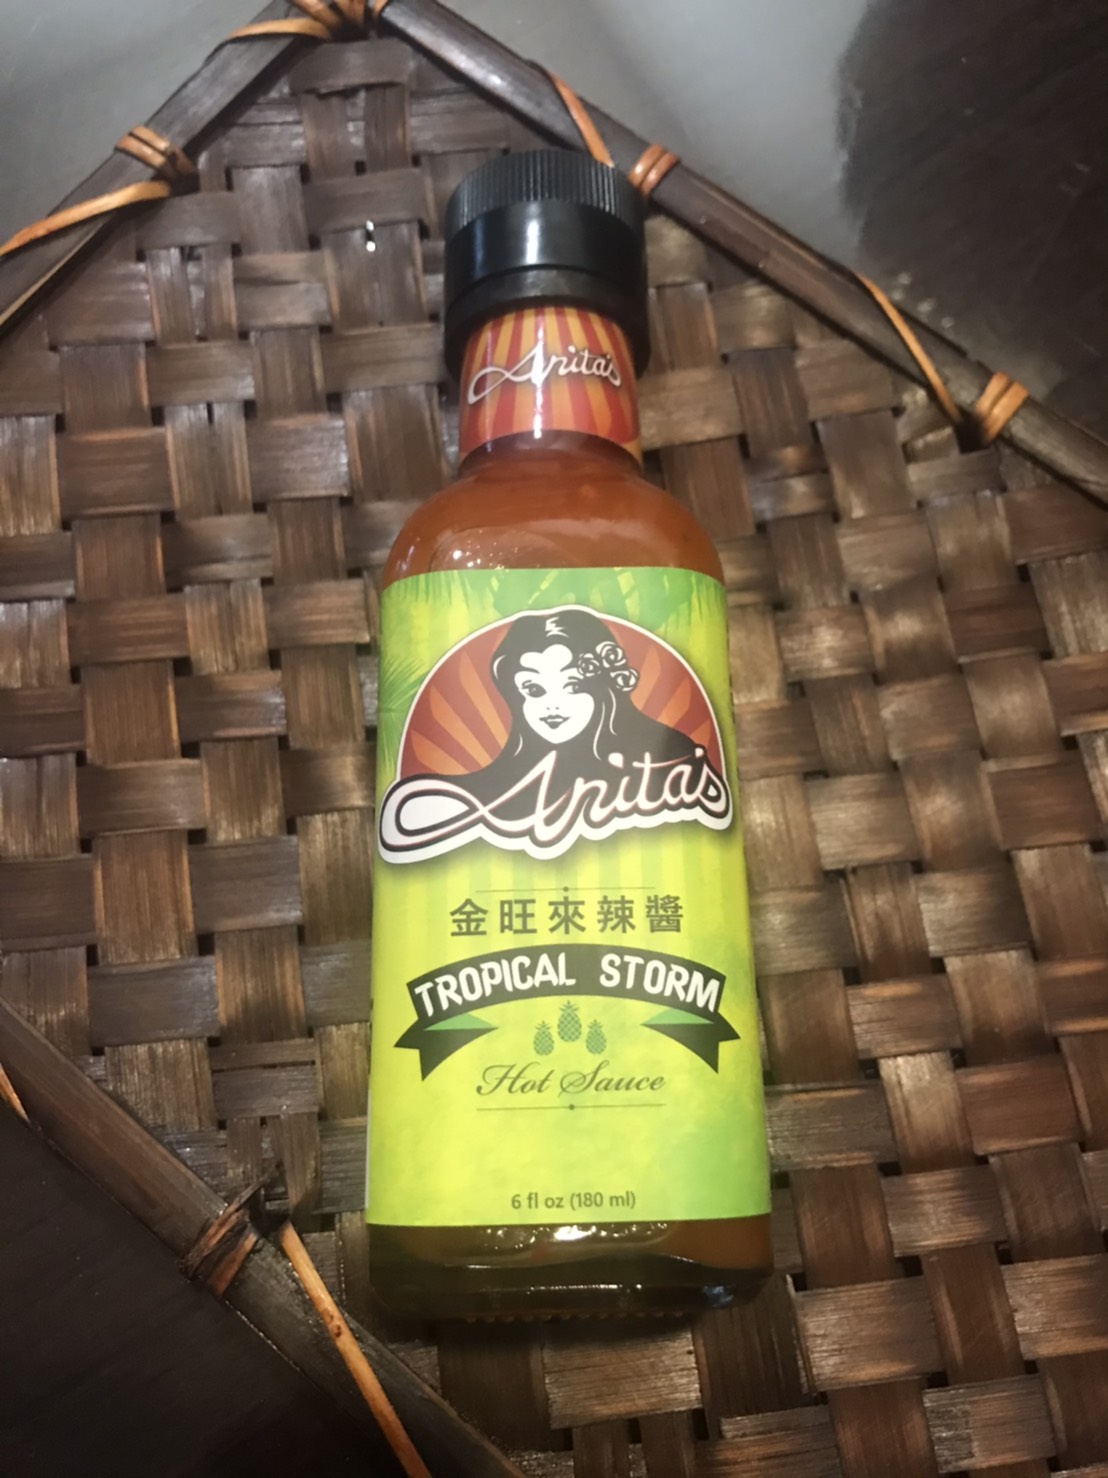 Anita's
Anita's
金旺來辣醬
TROPICAL STORM
Hot Sauce
6 fl oz (180 ml)